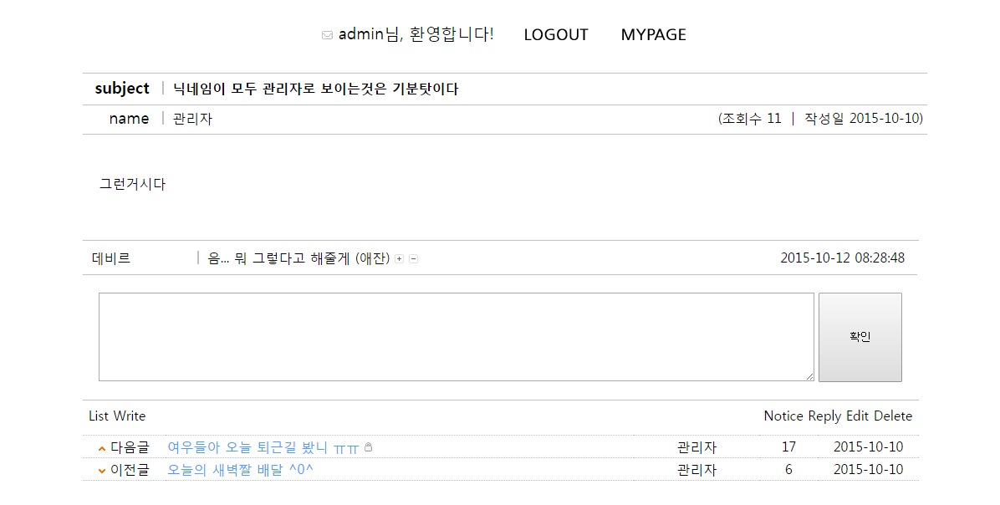 admin님, 환영합니다! LOGOUT MYPAGE
subject | 닉네임이 모두 관리자로 보이는것은 기분탓이다
name | 관리자 (조회수 11 | 작성일 2015-10-10)
그런거시다
데비르 | 음... 뭐 그렇다고 해줄게 (애잔) 2015-10-12 08:28:48
확인
List Write Notice Reply Edit Delete
다음글 여우들아 오늘 퇴근길 봤니 ㅠㅠ 관리자 17 2015-10-10
이전글 오늘의 새벽짤 배달 ^0^ 관리자 6 2015-10-10